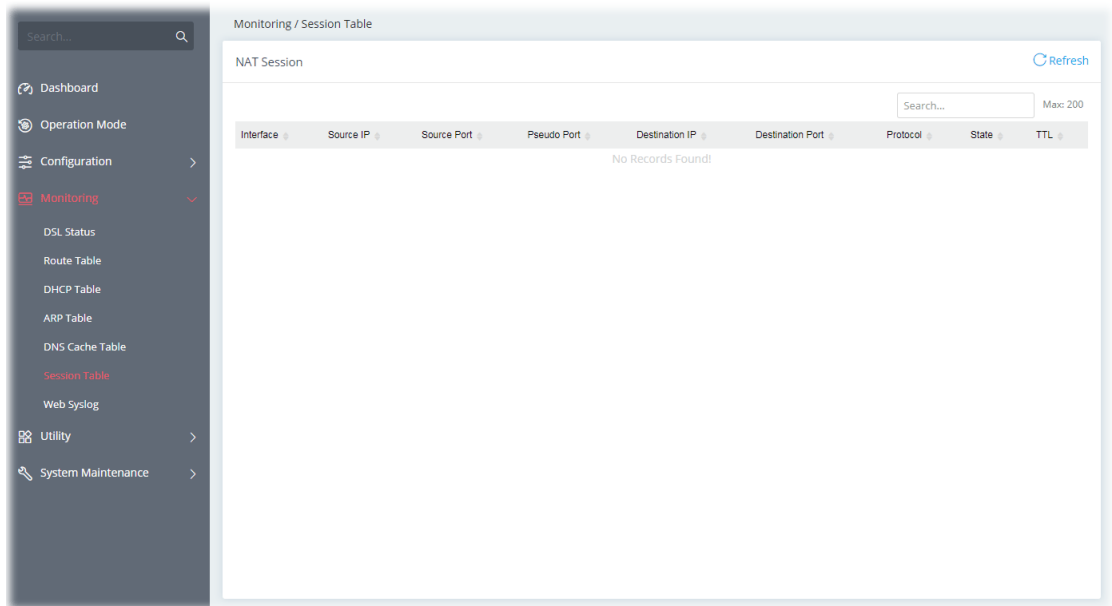 Search...
Dashboard
Operation Mode
Configuration
Monitoring
DSL Status
Route Table
DHCP Table
ARP Table
DNS Cache Table
Session Table
Web Syslog
Utility
System Maintenance
Monitoring / Session Table
NAT Session Refresh
Search... Max: 200
Interface Source IP Source Port Pseudo Port Destination IP Destination Port Protocol State TTL
No Records Found!